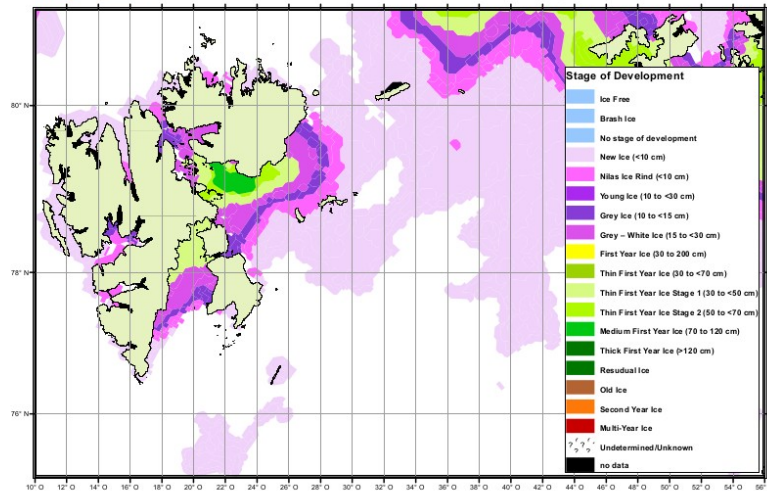 Stage of Development
Ice Free
Brash Ice
No stage of development
New Ice (<10 cm)
Nilas Ice Rind (<10 cm)
Young Ice (10 to <30 cm)
Grey Ice (10 to <15 cm)
Grey – White Ice (15 to <30 cm)
First Year Ice (30 to 200 cm)
Thin First Year Ice (30 to <70 cm)
Thin First Year Ice Stage 1 (30 to <50 cm)
Thin First Year Ice Stage 2 (50 to <70 cm)
Medium First Year Ice (70 to 120 cm)
Thick First Year Ice (>120 cm)
Resudual Ice
Old Ice
Second Year Ice
Multi-Year Ice
? ? ? Undetermined/Unknown
no data
80° N
78° N
76° N
10° O 12° O 14° O 16° O 18° O 20° O 22° O 24° O 26° O 28° O 30° O 32° O 34° O 36° O 38° O 40° O 42° O 44° O 46° O 48° O 50° O 52° O 54° O 56° O